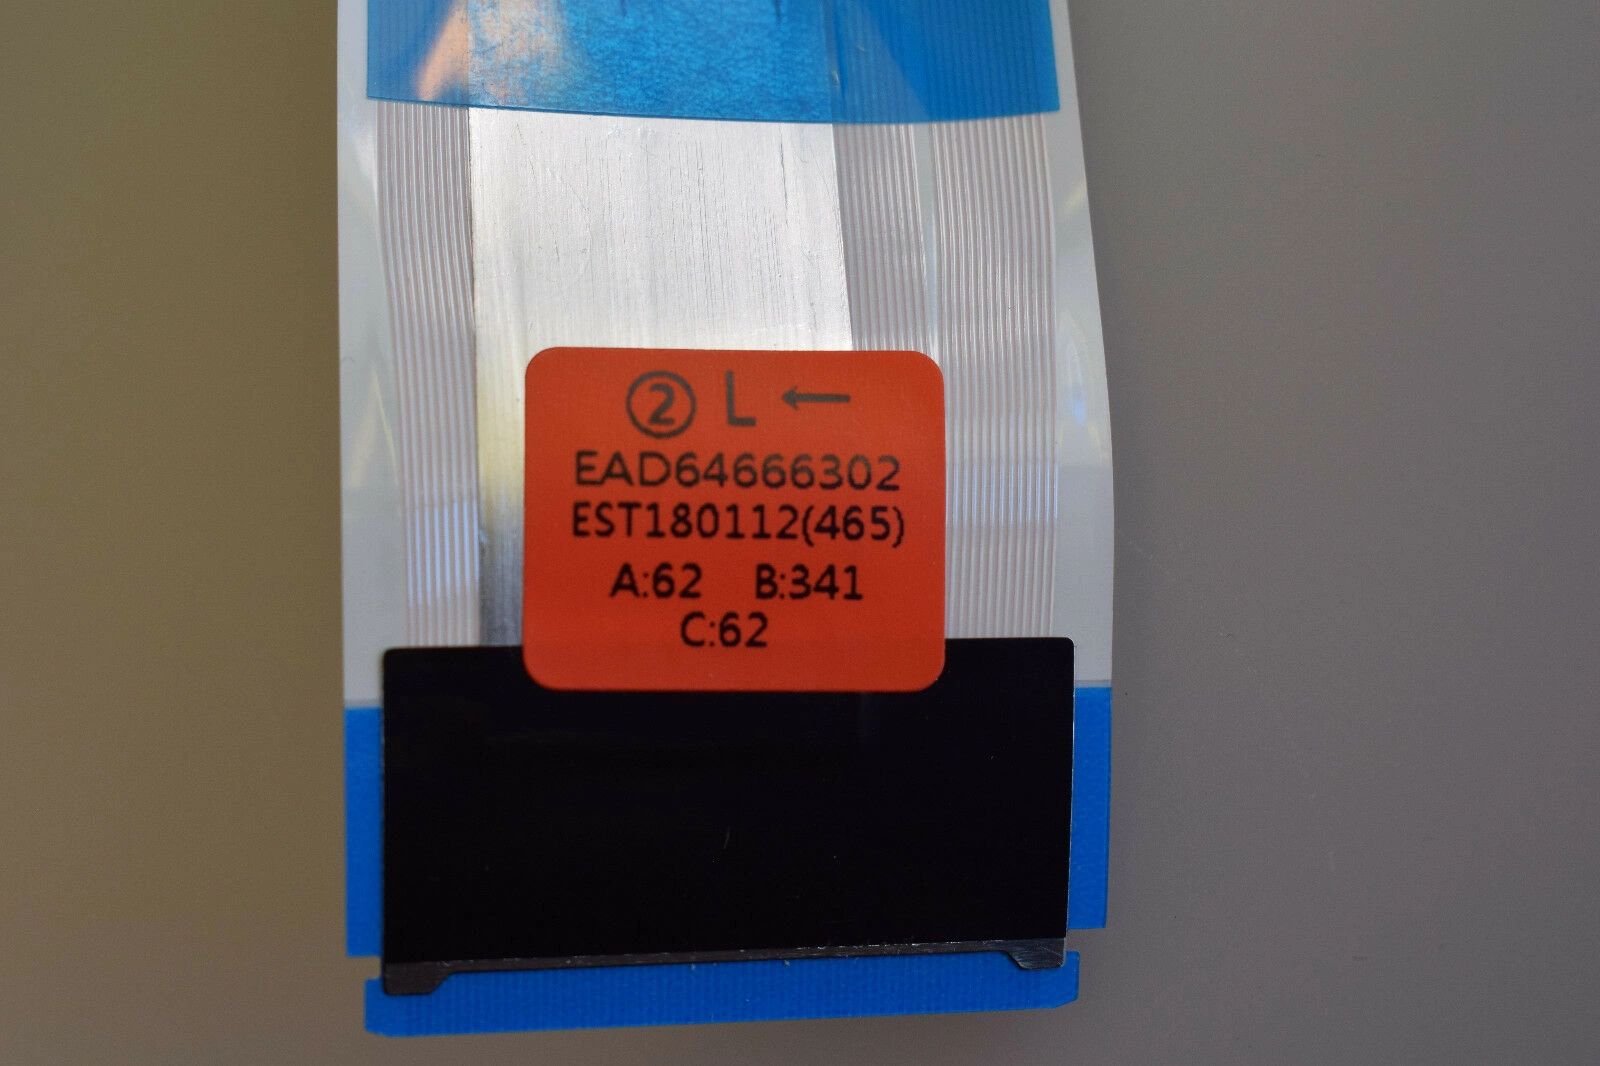 ② L ←
EAD64666302
EST180112(465)
A:62 B:341
C:62